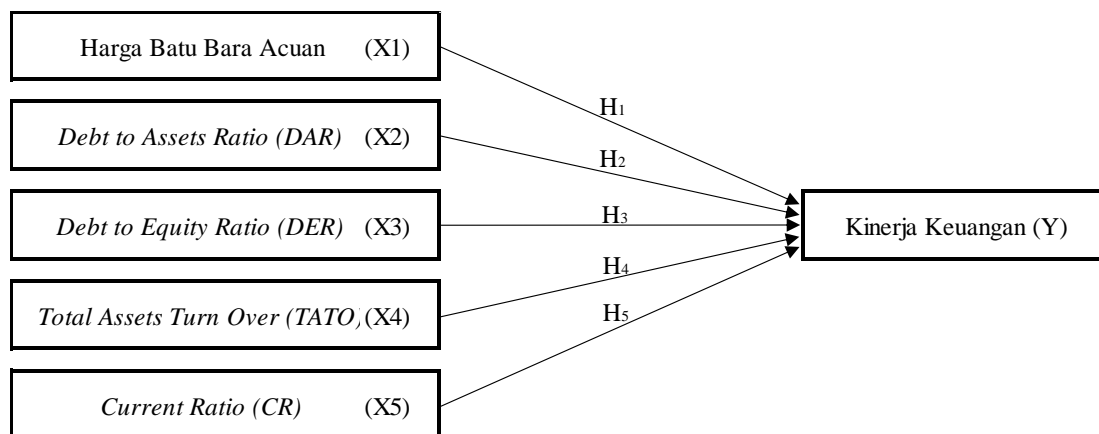 Harga Batu Bara Acuan (X1)
H1
Debt to Assets Ratio (DAR) (X2)
H2
Debt to Equity Ratio (DER) (X3)
H3
Kinerja Keuangan (Y)
H4
Total Assets Turn Over (TATO) (X4)
H5
Current Ratio (CR) (X5)